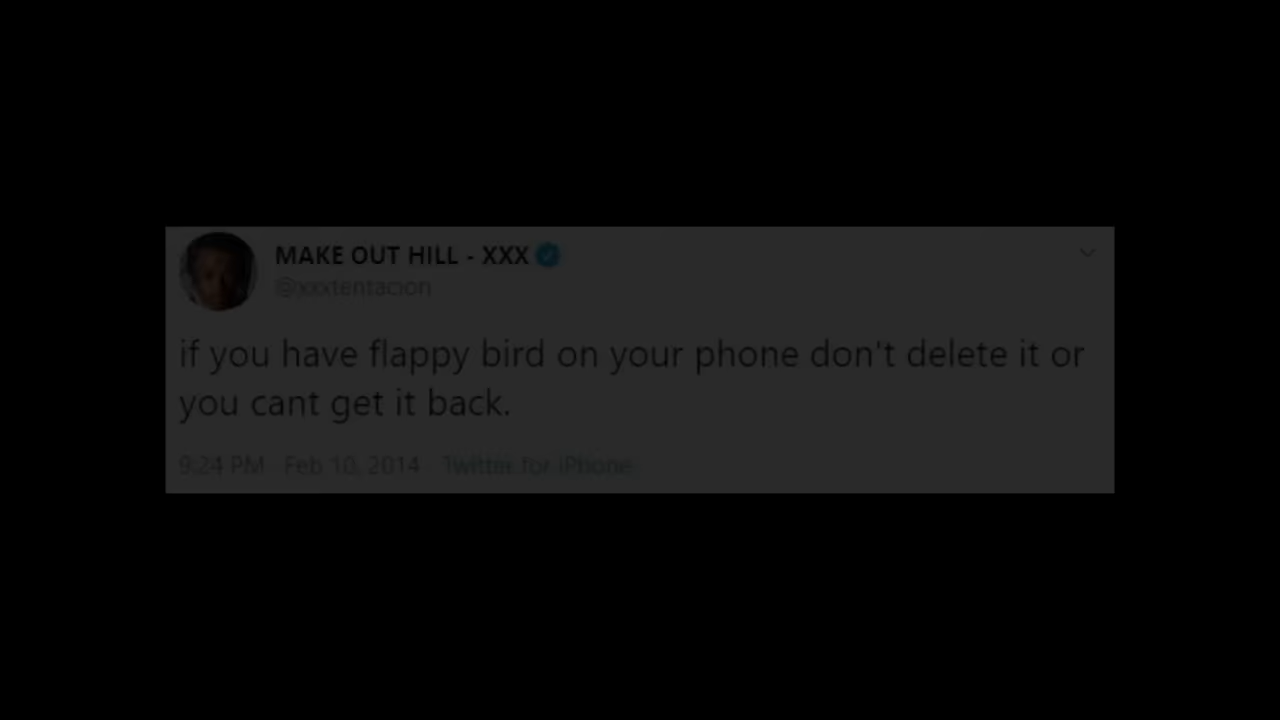 MAKE OUT HILL - XXX
@xxxtentacion
if you have flappy bird on your phone don't delete it or
you cant get it back.
9:24 PM · Feb 10, 2014 · Twitter for iPhone